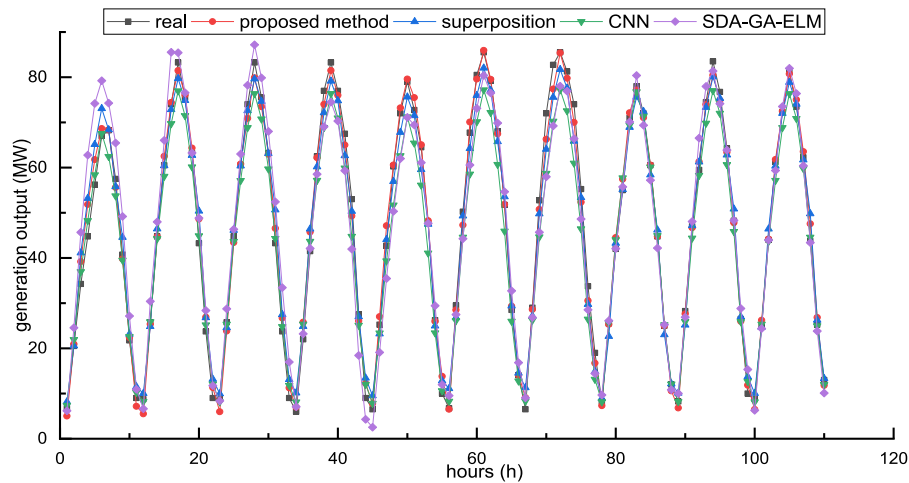 real proposed method superposition CNN SDA-GA-ELM
80
60
40
20
0
generation output (MW)
0 20 40 60 80 100 120
hours (h)